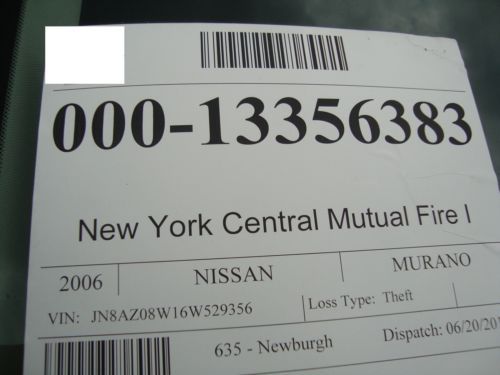 000-13356383
New York Central Mutual Fire I
2006 NISSAN MURANO
VIN: JN8AZ08W16W529356 Loss Type: Theft
635 - Newburgh Dispatch: 06/20/201